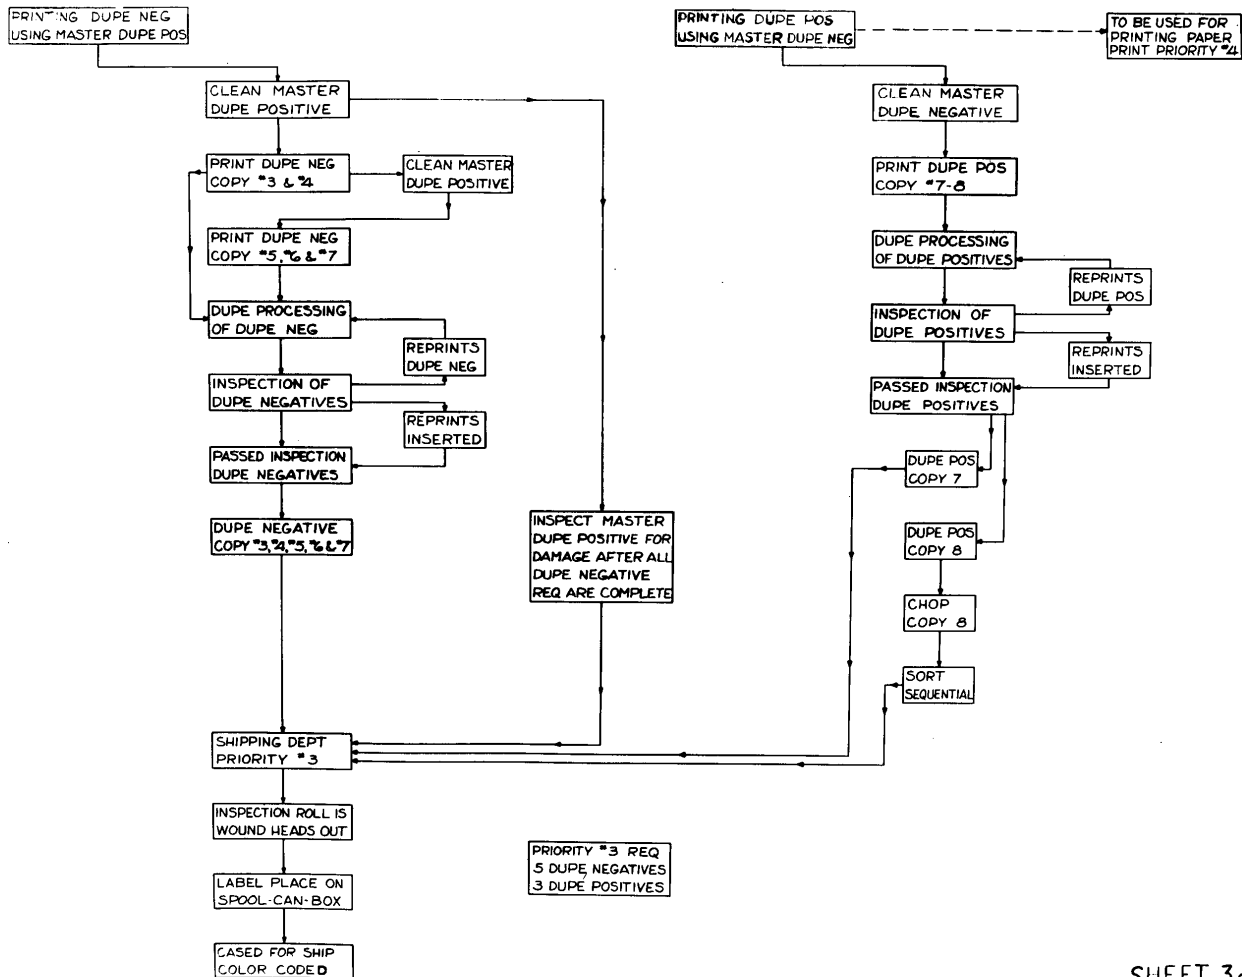 PRINTING DUPE NEG
USING MASTER DUPE POS
CLEAN MASTER
DUPE POSITIVE
PRINT DUPE NEG
COPY #3 & #4
CLEAN MASTER
DUPE POSITIVE
PRINT DUPE NEG
COPY #5, #6 & #7
DUPE PROCESSING
OF DUPE NEG
REPRINTS
DUPE NEG
INSPECTION OF
DUPE NEGATIVES
REPRINTS
INSERTED
PASSED INSPECTION
DUPE NEGATIVES
DUPE NEGATIVE
COPY #3, #4, #5, #6 & #7
INSPECT MASTER
DUPE POSITIVE FOR
DAMAGE AFTER ALL
DUPE NEGATIVE
REQ ARE COMPLETE
PRINTING DUPE POS
USING MASTER DUPE NEG
TO BE USED FOR
PRINTING PAPER
PRINT PRIORITY #4
CLEAN MASTER
DUPE NEGATIVE
PRINT DUPE POS
COPY #7-8
DUPE PROCESSING
OF DUPE POSITIVES
REPRINTS
DUPE POS
INSPECTION OF
DUPE POSITIVES
REPRINTS
INSERTED
PASSED INSPECTION
DUPE POSITIVES
DUPE POS
COPY 7
DUPE POS
COPY 8
CHOP
COPY 8
SORT
SEQUENTIAL
SHIPPING DEPT
PRIORITY #3
INSPECTION ROLL IS
WOUND HEADS OUT
LABEL PLACE ON
SPOOL-CAN-BOX
CASED FOR SHIP
COLOR CODED
PRIORITY #3 REQ
5 DUPE NEGATIVES
3 DUPE POSITIVES
SHEET